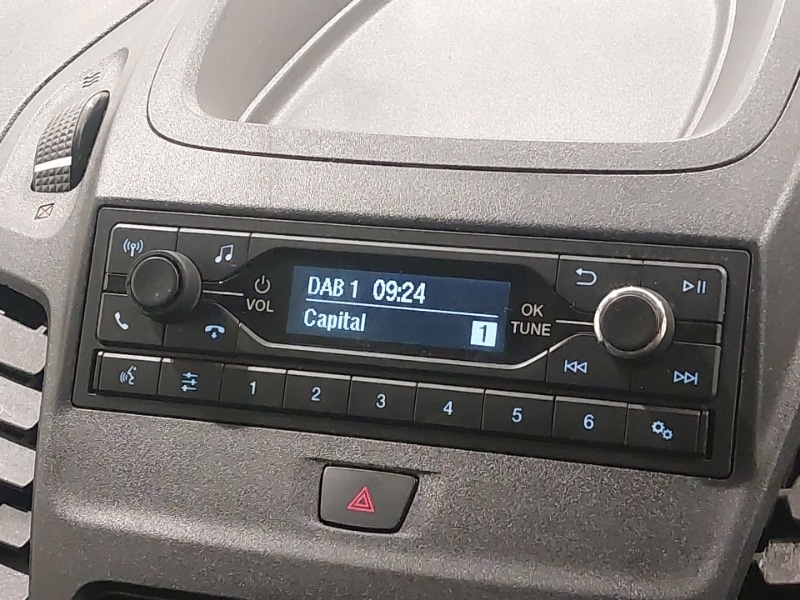 DAB 1 09:24
Capital 1
VOL
OK
TUNE
1 2 3 4 5 6